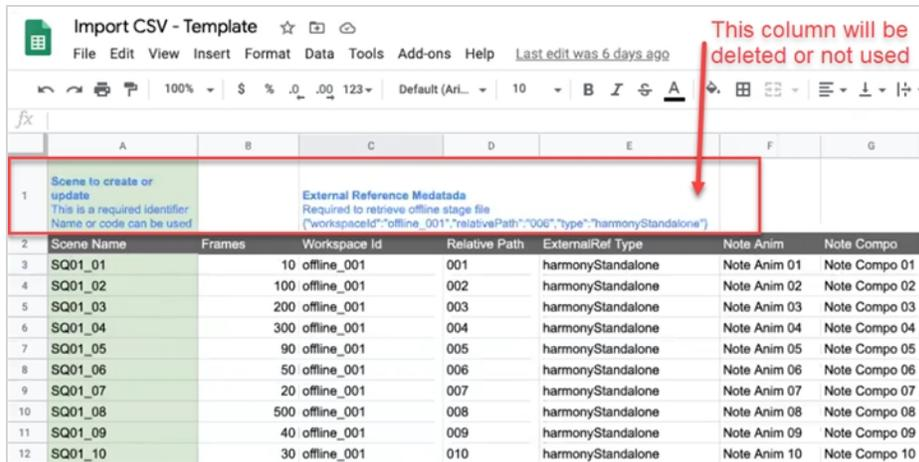 Import CSV - Template
This column will be
deleted or not used
File Edit View Insert Format Data Tools Add-ons Help Last edit was 6 days ago
100% $ % .0 .00 123 Default (Ari... 10 B I S A
fx
A B C D E F G
1
Scene to create or
update
This is a required identifier
Name or code can be used
External Reference Medatada
Required to retrieve offline stage file
{"workspaceId":"offline_001","relativePath":"006","type":"harmonyStandalone"}
2 Scene Name Frames Workspace Id Relative Path ExternalRef Type Note Anim Note Compo
3 SQ01_01 10 offline_001 001 harmonyStandalone Note Anim 01 Note Compo 01
4 SQ01_02 100 offline_001 002 harmonyStandalone Note Anim 02 Note Compo 02
5 SQ01_03 200 offline_001 003 harmonyStandalone Note Anim 03 Note Compo 03
6 SQ01_04 300 offline_001 004 harmonyStandalone Note Anim 04 Note Compo 04
7 SQ01_05 90 offline_001 005 harmonyStandalone Note Anim 05 Note Compo 05
8 SQ01_06 50 offline_001 006 harmonyStandalone Note Anim 06 Note Compo 06
9 SQ01_07 20 offline_001 007 harmonyStandalone Note Anim 07 Note Compo 07
10 SQ01_08 500 offline_001 008 harmonyStandalone Note Anim 08 Note Compo 08
11 SQ01_09 40 offline_001 009 harmonyStandalone Note Anim 09 Note Compo 09
12 SQ01_10 30 offline_001 010 harmonyStandalone Note Anim 10 Note Compo 10